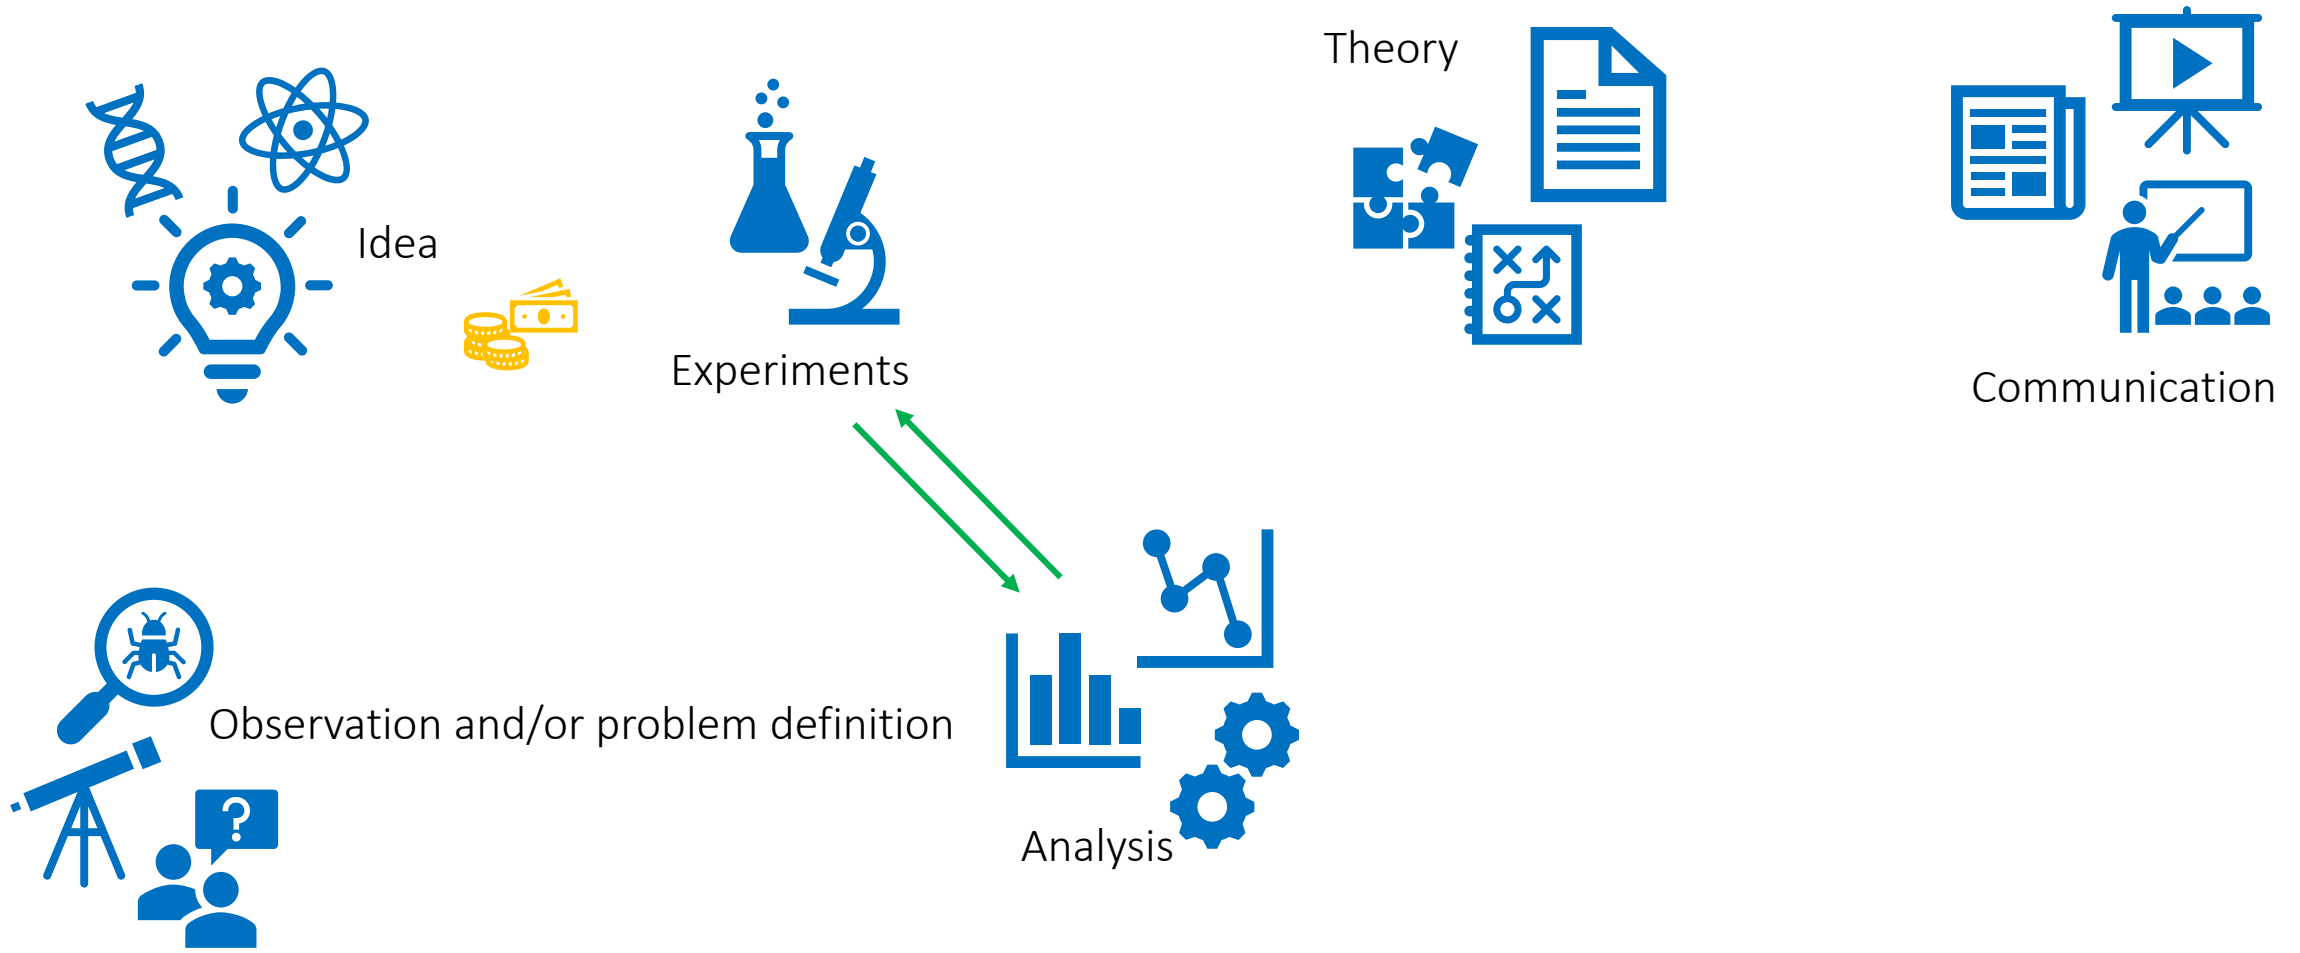 Theory
Idea
Experiments
Communication
Observation and/or problem definition
?
Analysis